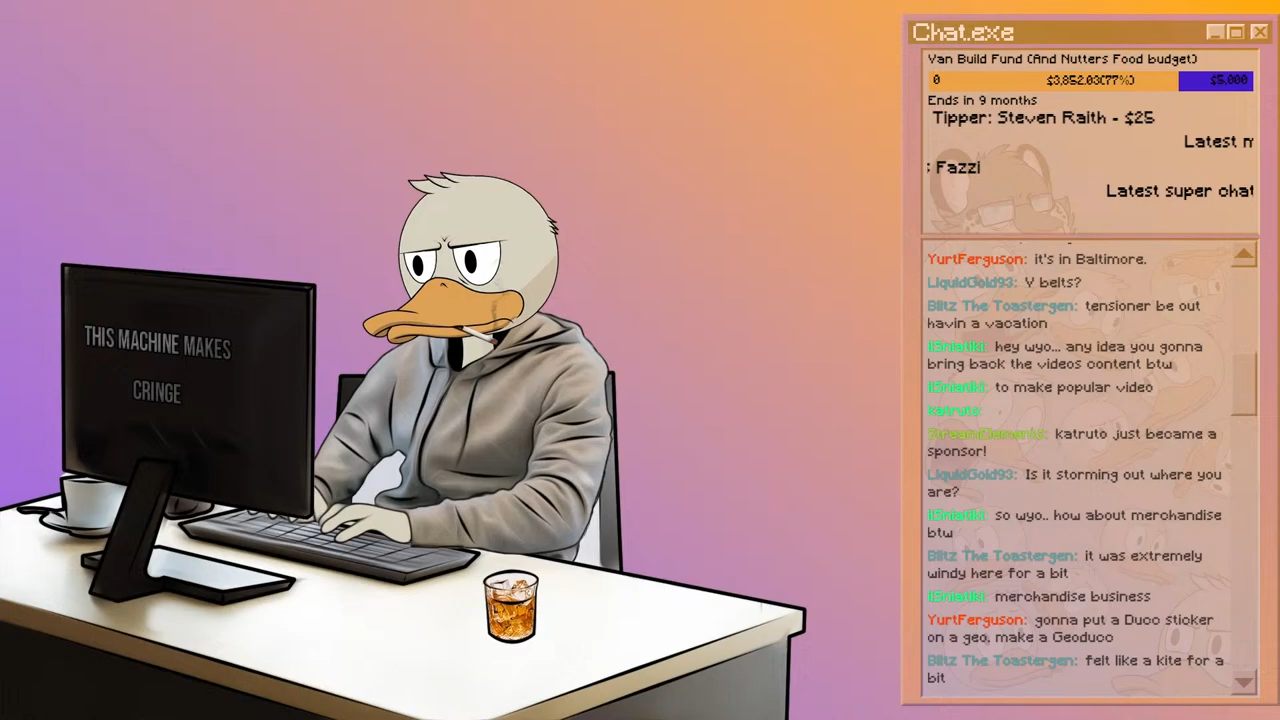 Chat.exe
Van Build Fund (And Nutters Food budget)
0 $3,852.03(77%) $5,000
Ends in 9 months
Tipper: Steven Raith - $25
Latest m
: Fazzi
Latest super chat
YurtFerguson: it's in Baltimore.
LiquidGold93: V belts?
Blitz The Toastergen: tensioner be out
havin a vacation
hey wyo... any idea you gonna
bring back the videos content btw
to make popular video
katruto:
StreamElements: katruto just became a
sponsor!
LiquidGold93: Is it storming out where you
are?
so wyo.. how about merchandise
btw
Blitz The Toastergen: it was extremely
windy here for a bit
merchandise business
YurtFerguson: gonna put a Duco sticker
on a geo, make a Geoduco
Blitz The Toastergen: felt like a kite for a
bit
THIS MACHINE MAKES
CRINGE